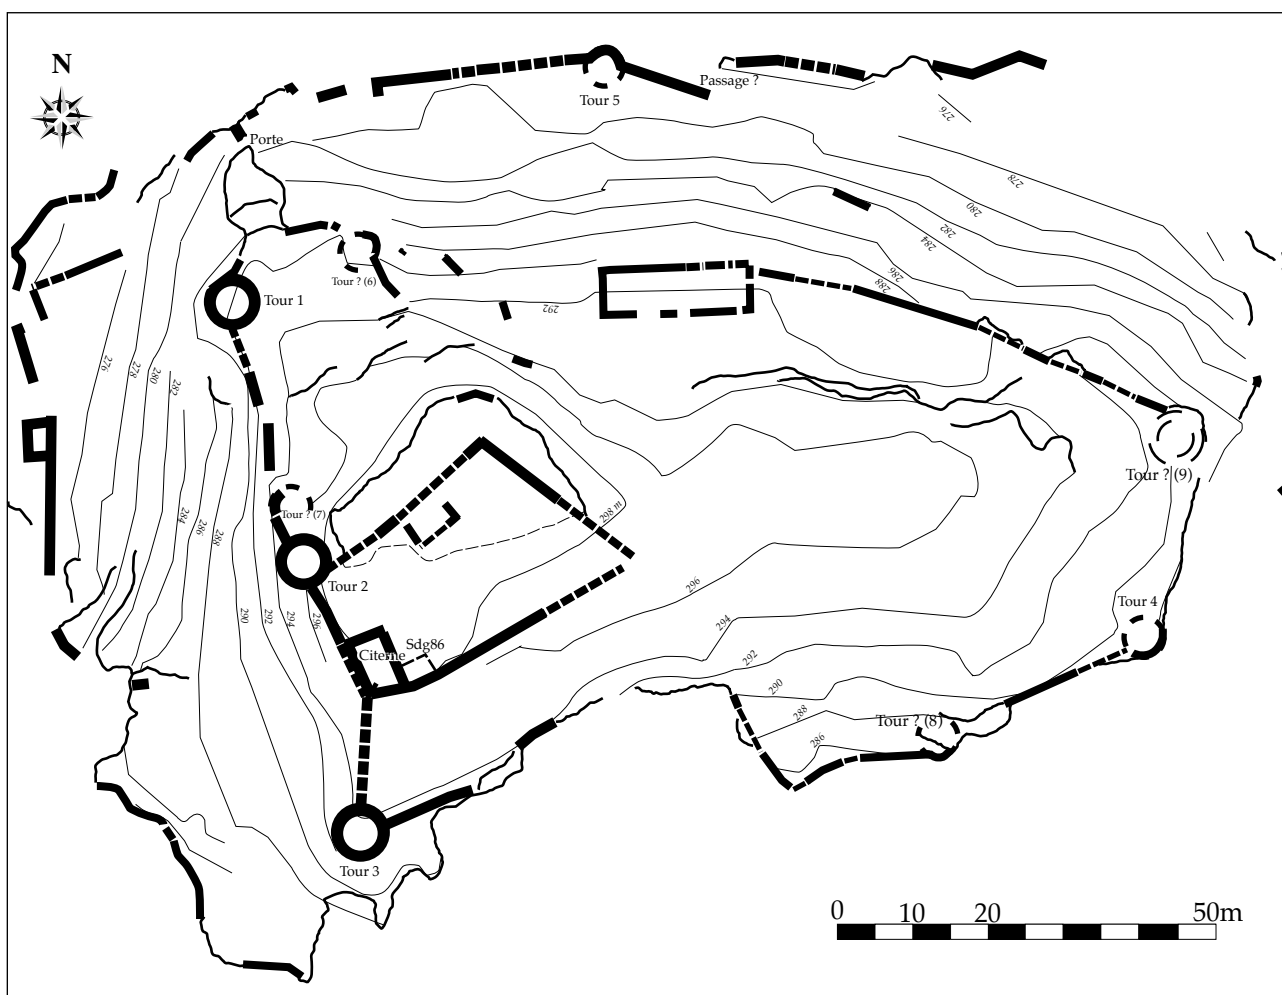 N
Tour 5
Passage ?
276
Porte
278
280
282
284
286
288
Tour ? (6)
Tour 1
292
276
278
280
282
Tour ? (9)
Tour ? (7)
298 m
284
286
288
Tour 2
296
290
292
294
296
Tour 4
294
Sdg86
Citerne
292
290
288
Tour ? (8)
286
Tour 3
0
10
20
50m